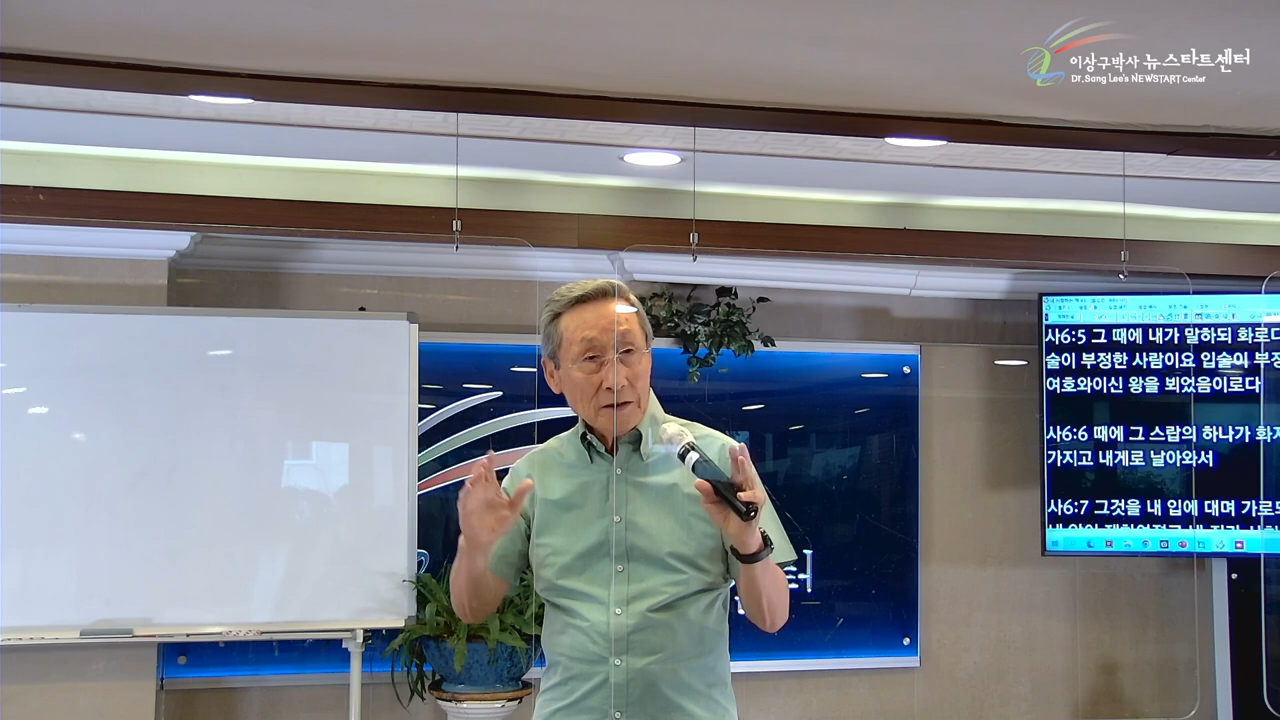 이상구박사 뉴스타트센터
Dr. Sang Lee's NEWSTART Center
사6:5 그 때에 내가 말하되 화로다
술이 부정한 사람이요 입술이 부정
여호와이신 왕을 뵈었음이로다
사6:6 때에 그 스랍의 하나가 화저
가지고 내게로 날아와서
사6:7 그것을 내 입에 대며 가로되
터